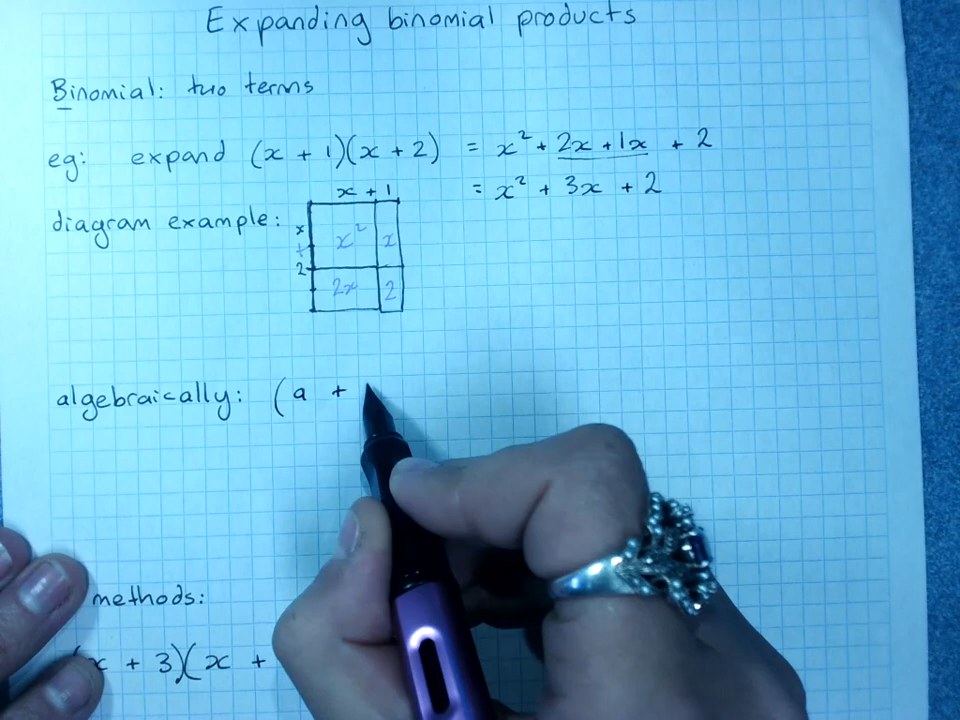 Expanding binomial products
Binomial: two terms
eg: expand (x + 1)(x + 2) = x² + 2x + 1x + 2
= x² + 3x + 2
diagram example:
x + 1
x
+
2
x² x
2x 2
algebraically: (a +
methods:
(x + 3)(x +